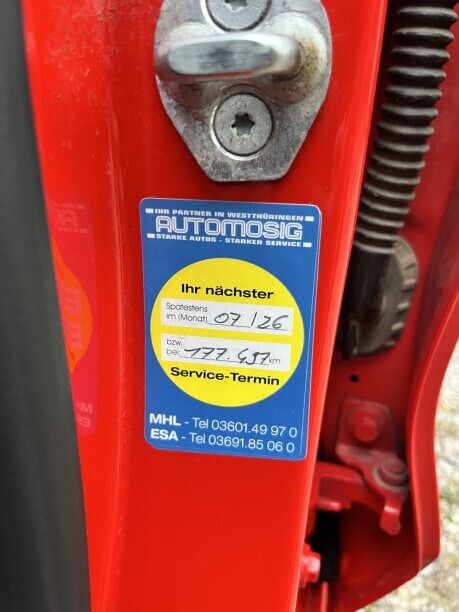 IHR PARTNER IN WESTTHÜRINGEN
AUTOMOSIG
STARKE AUTOS - STARKER SERVICE
Ihr nächster
Spätestens
im (Monat) 07/26
bzw.
bei: 177.497 km
Service-Termin
MHL - Tel 03601.49 97 0
ESA - Tel 03691.85 06 0